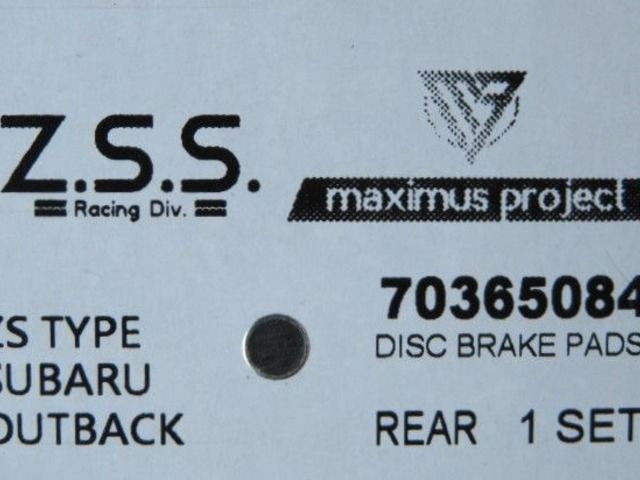 Z.S.S.
Racing Div.
maximus project
70365084
DISC BRAKE PADS
ZS TYPE
SUBARU
OUTBACK
REAR 1 SET